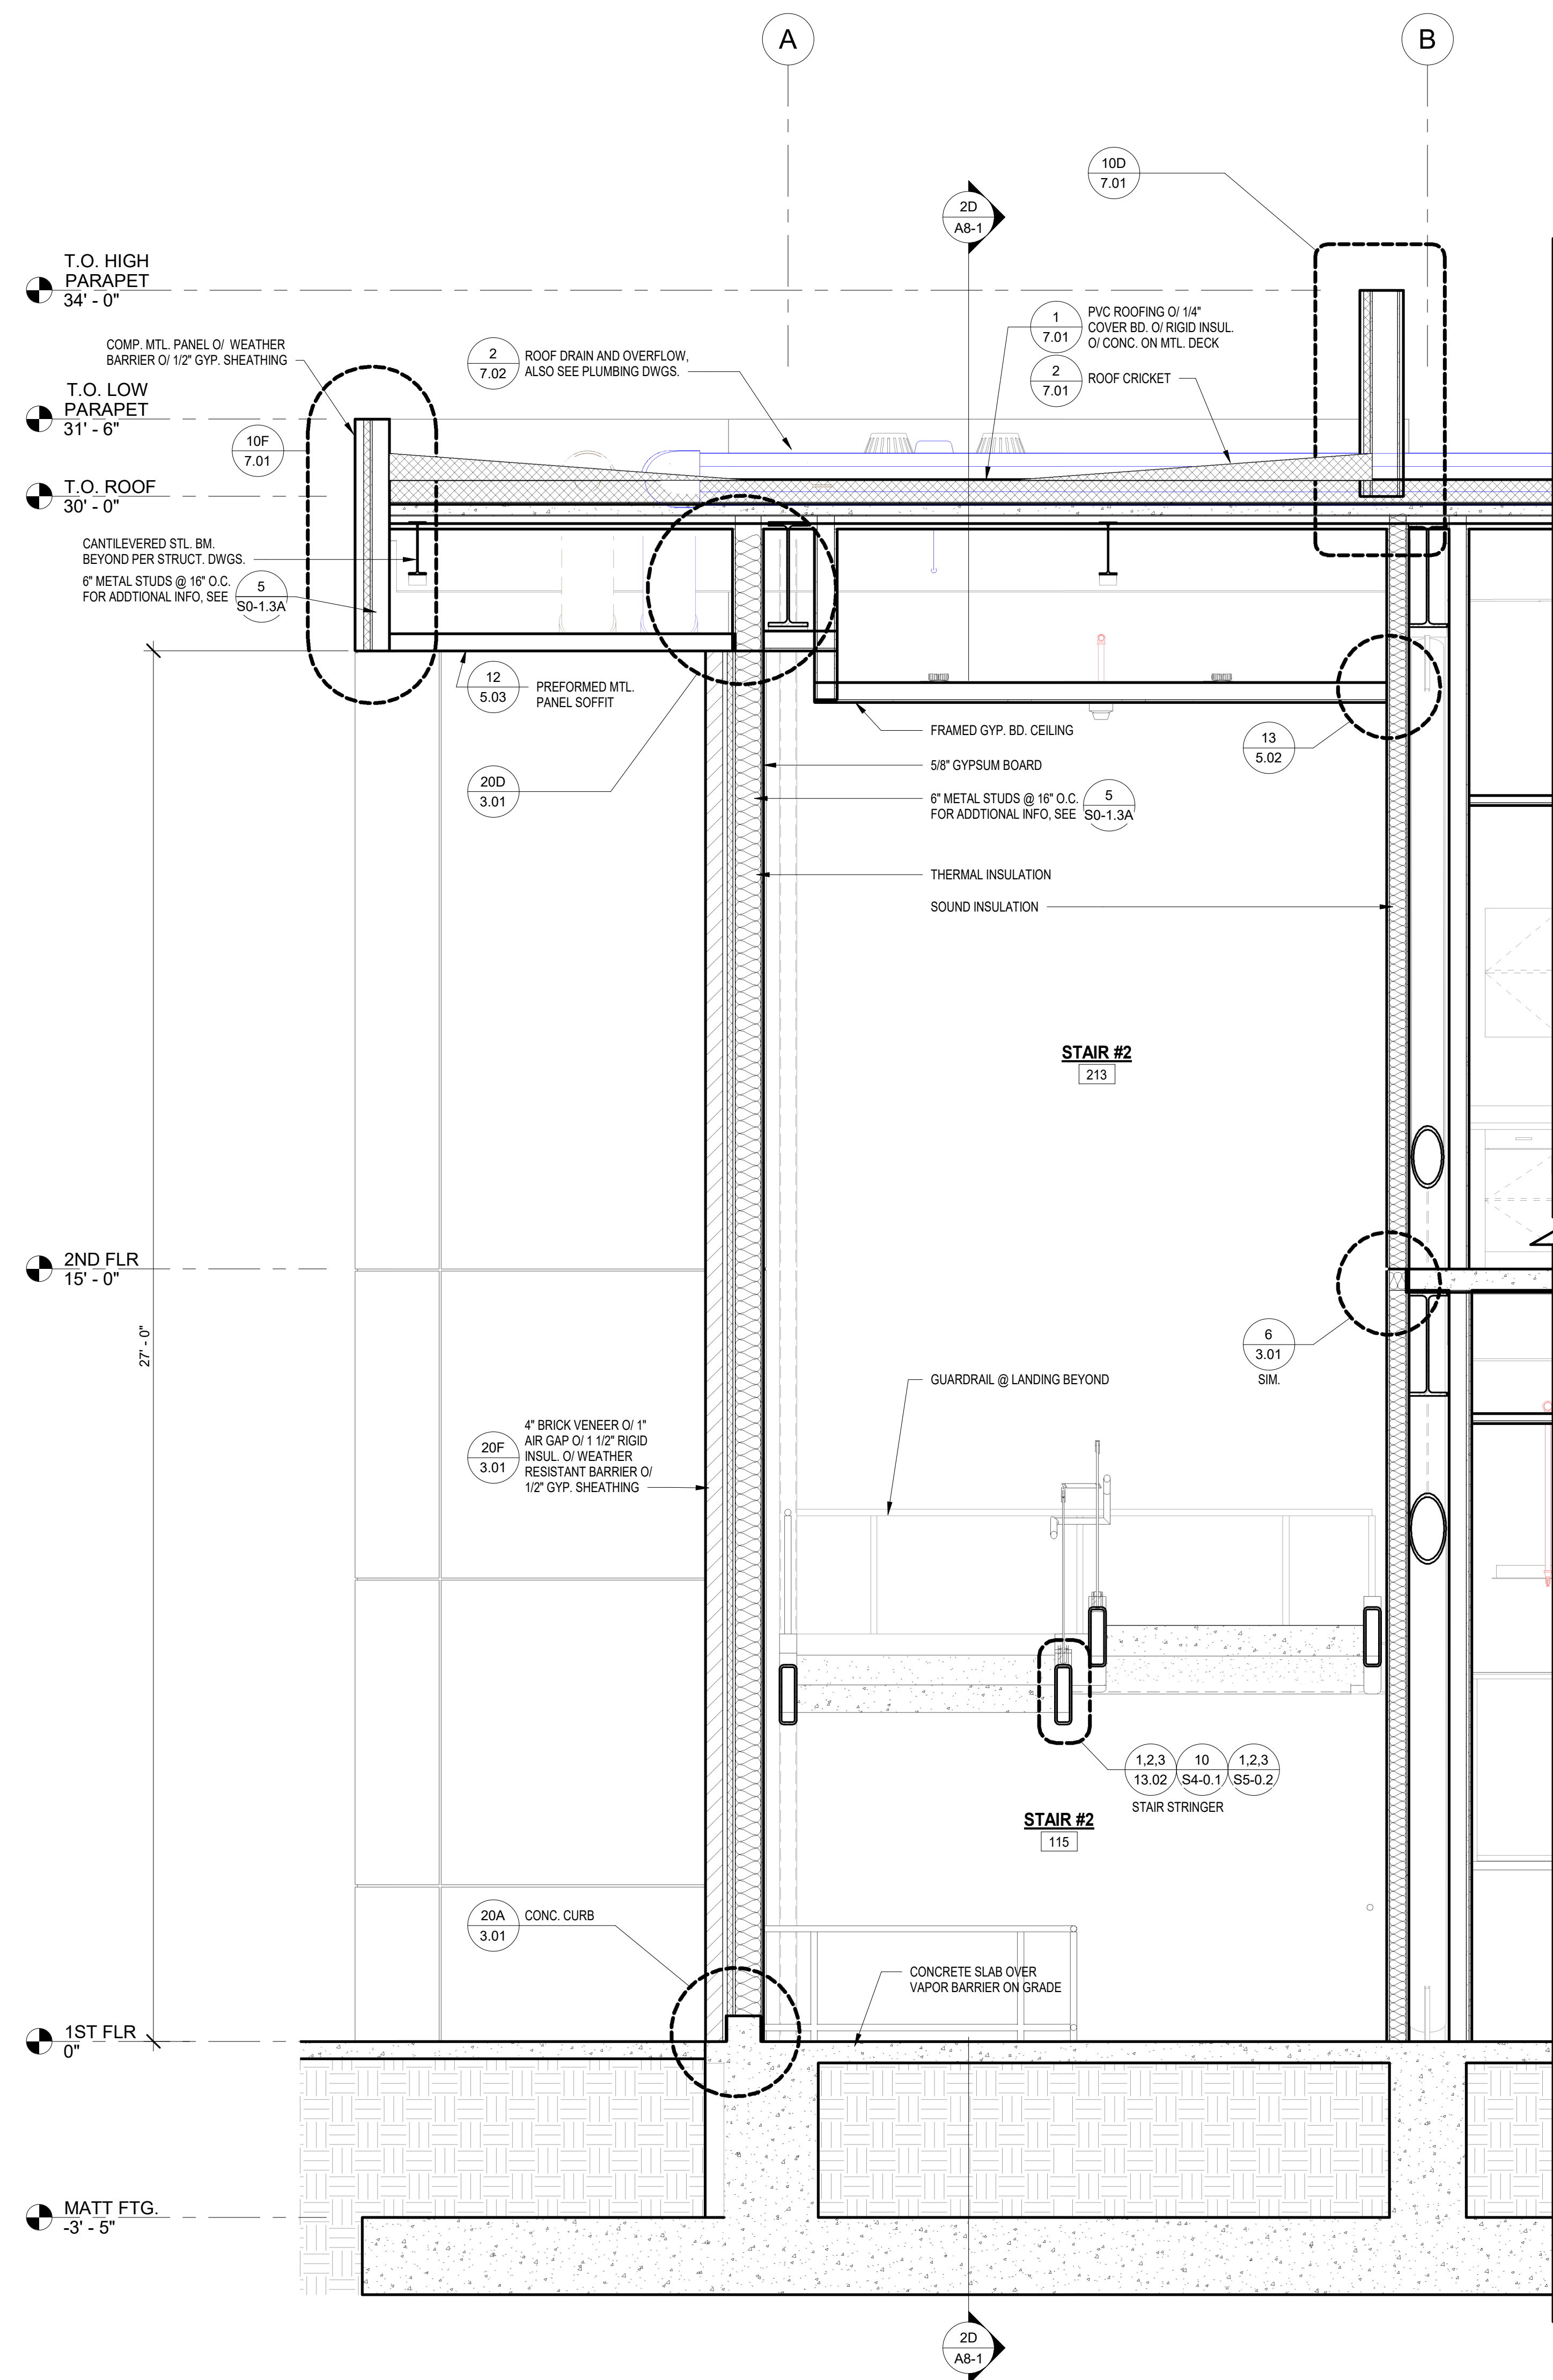 A
B
10D
7.01
2D
A8-1
T.O. HIGH
PARAPET
34' - 0"
COMP. MTL. PANEL O/  WEATHER
BARRIER O/ 1/2" GYP. SHEATHING
2
7.02
ROOF DRAIN AND OVERFLOW,
ALSO SEE PLUMBING DWGS.
1
7.01
PVC ROOFING O/ 1/4"
COVER BD. O/ RIGID INSUL.
O/ CONC. ON MTL. DECK
2
7.01
ROOF CRICKET
T.O. LOW
PARAPET
31' - 6"
10F
7.01
T.O. ROOF
30' - 0"
CANTILEVERED STL. BM.
BEYOND PER STRUCT. DWGS.
6" METAL STUDS @ 16" O.C.
FOR ADDTIONAL INFO, SEE
5
S0-1.3A
12
5.03
PREFORMED MTL.
PANEL SOFFIT
FRAMED GYP. BD. CEILING
13
5.02
20D
3.01
5/8" GYPSUM BOARD
6" METAL STUDS @ 16" O.C.
FOR ADDTIONAL INFO, SEE
5
S0-1.3A
THERMAL INSULATION
SOUND INSULATION
STAIR #2
213
2ND FLR
15' - 0"
27' - 0"
6
3.01
SIM.
GUARDRAIL @ LANDING BEYOND
20F
3.01
4" BRICK VENEER O/ 1"
AIR GAP O/ 1 1/2" RIGID
INSUL. O/ WEATHER
RESISTANT BARRIER O/
1/2" GYP. SHEATHING
1,2,3
13.02
10
S4-0.1
1,2,3
S5-0.2
STAIR STRINGER
STAIR #2
115
20A
3.01
CONC. CURB
CONCRETE SLAB OVER
VAPOR BARRIER ON GRADE
1ST FLR
0"
MATT FTG.
-3' - 5"
2D
A8-1